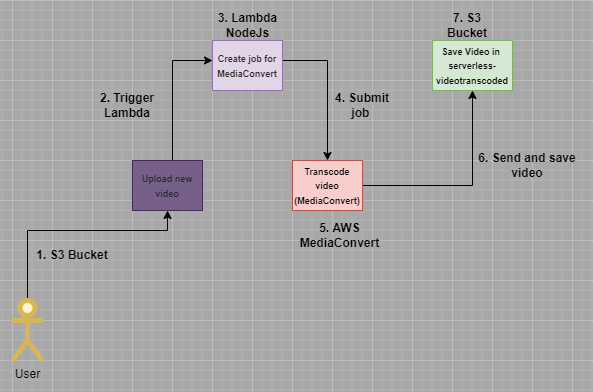 3. Lambda
NodeJs
7. S3
Bucket
Create job for
MediaConvert
Save Video in
serverless-
videotranscoded
2. Trigger
Lambda
4. Submit
job
Upload new
video
Transcode
video
(MediaConvert)
6. Send and save
video
5. AWS
MediaConvert
1. S3 Bucket
User